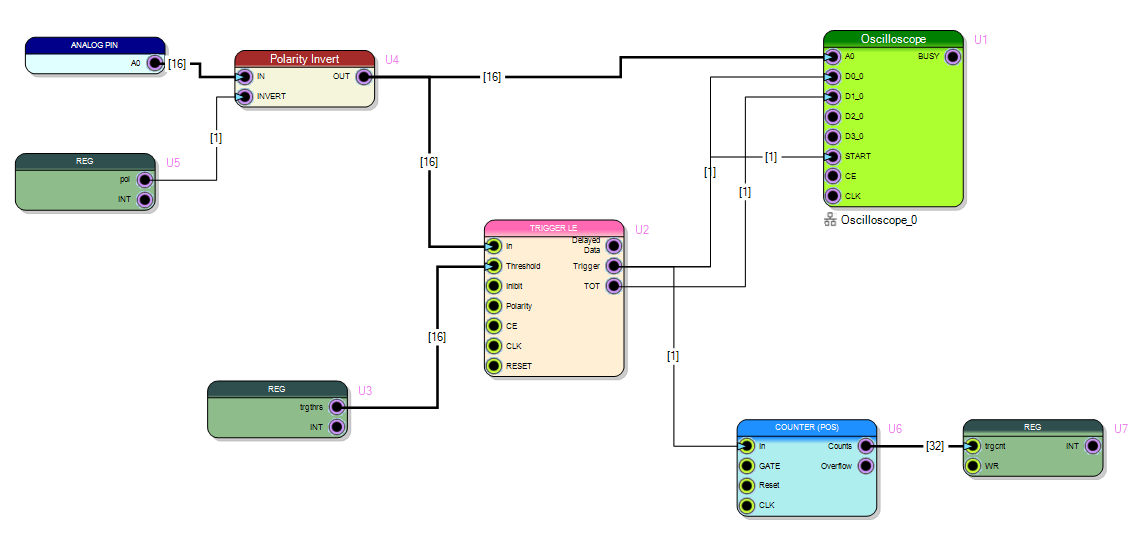 ANALOG PIN
A0
[16]
Polarity Invert
U4
IN
OUT
INVERT
[16]
Oscilloscope
U1
A0
BUSY
D0_0
D1_0
D2_0
D3_0
START
CE
CLK
Oscilloscope_0
[1]
REG
U5
pol
INT
[16]
[1]
[1]
[1]
TRIGGER LE
U2
In
Delayed
Data
Threshold
Trigger
Inibit
TOT
Polarity
CE
CLK
RESET
[16]
[1]
REG
U3
trgthrs
INT
COUNTER (POS)
U6
In
Counts
GATE
Overflow
Reset
CLK
[32]
REG
U7
trgcnt
INT
WR